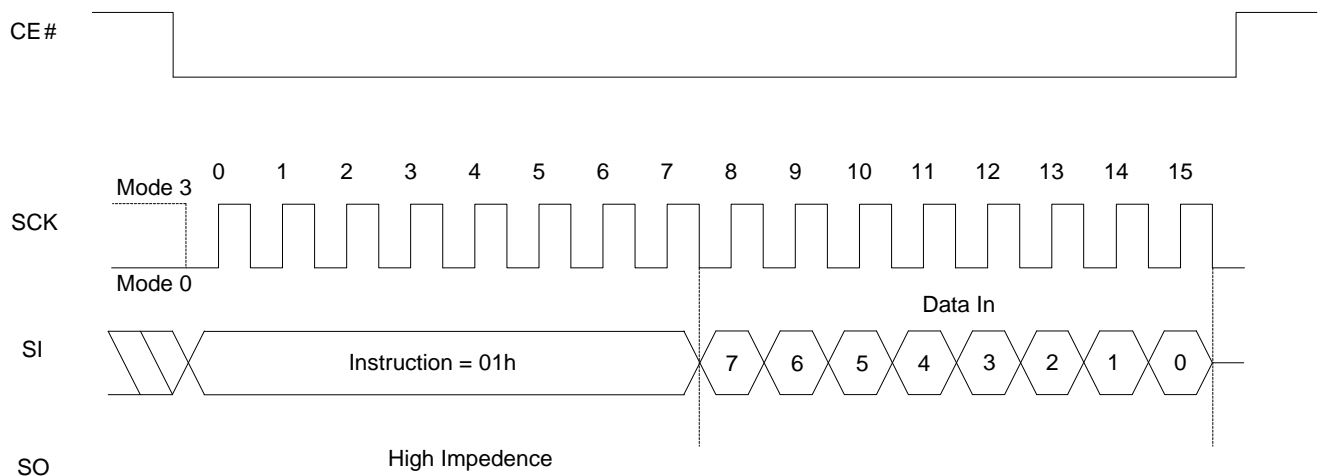 CE#
0 1 2 3 4 5 6 7 8 9 10 11 12 13 14 15
Mode 3
SCK
Mode 0
Data In
SI
Instruction = 01h
7 6 5 4 3 2 1 0
High Impedence
SO